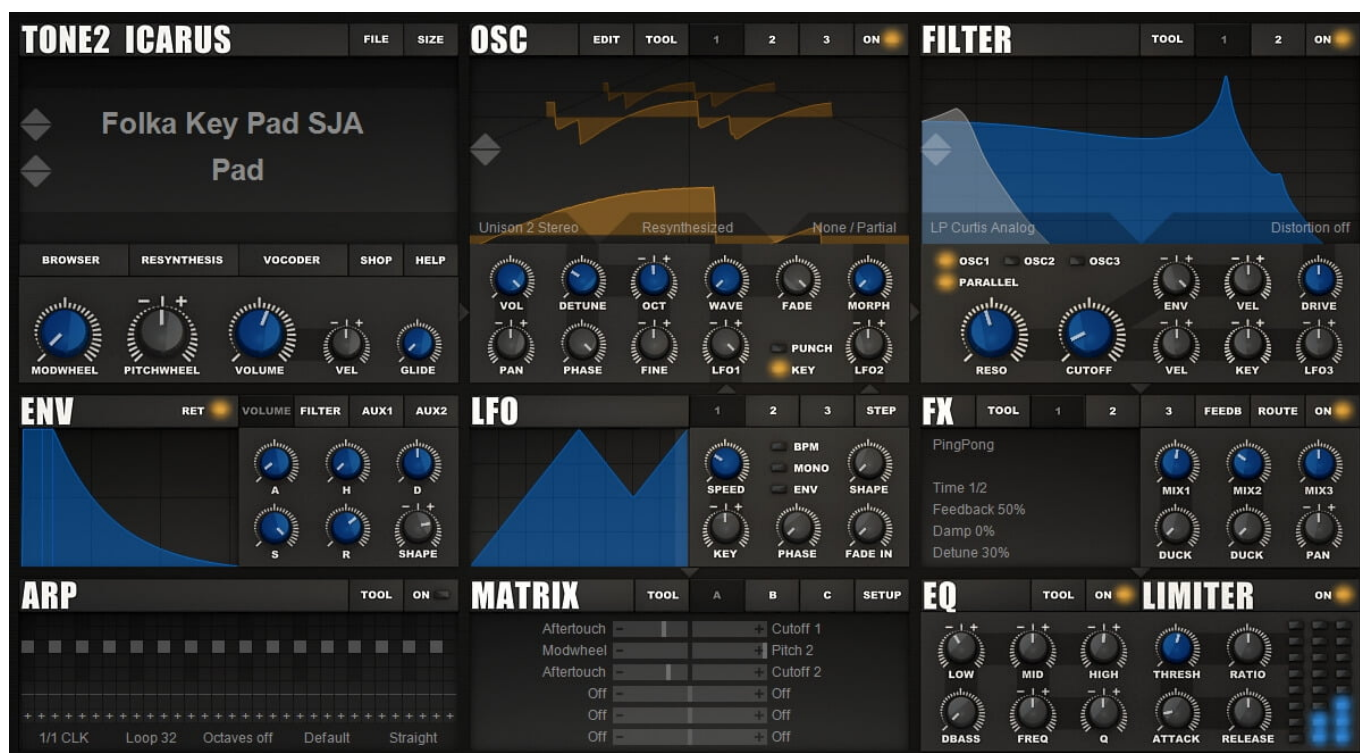 TONE2 ICARUS
FILE SIZE
Folka Key Pad SJA
Pad
BROWSER RESYNTHESIS VOCODER SHOP HELP
- +
- +
MODWHEEL PITCHWHEEL VOLUME VEL GLIDE
OSC EDIT TOOL 1 2 3 ON
Unison 2 Stereo Resynthesized None / Partial
- +
VOL DETUNE OCT WAVE FADE MORPH
- + - + - + - +
PUNCH
PAN PHASE FINE LFO1 KEY LFO2
FILTER TOOL 1 2 ON
LP Curtis Analog Distortion off
OSC1 OSC2 OSC3 - + - +
PARALLEL
ENV VEL DRIVE
- + - + - +
RESO CUTOFF VEL KEY LFO3
ENV RET VOLUME FILTER AUX1 AUX2
A H D
- +
S R SHAPE
LFO 1 2 3 STEP
BPM
MONO
SPEED ENV SHAPE
- +
KEY PHASE FADE IN
FX TOOL 1 2 3 FEEDB ROUTE ON
PingPong
Time 1/2
Feedback 50%
Damp 0%
Detune 30%
MIX1 MIX2 MIX3
- +
DUCK DUCK PAN
ARP TOOL ON
+ + + + + + + + + + + + + + + + + + + + + + + + + + + + + + + +
1/1 CLK Loop 32 Octaves off Default Straight
MATRIX TOOL A B C SETUP
Aftertouch - + Cutoff 1
Modwheel - + Pitch 2
Aftertouch - + Cutoff 2
Off - + Off
Off - + Off
Off - + Off
EQ TOOL ON LIMITER ON
- + - + - +
LOW MID HIGH THRESH RATIO
- + - +
DBASS FREQ Q ATTACK RELEASE